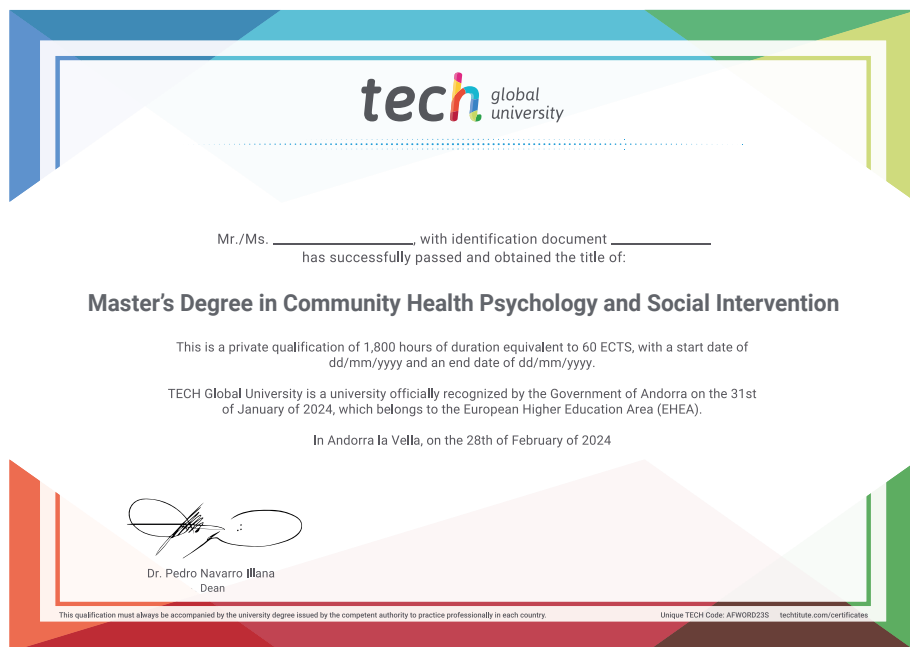 tech global university
Mr./Ms. ____________, with identification document ____________
has successfully passed and obtained the title of:
Master's Degree in Community Health Psychology and Social Intervention
This is a private qualification of 1,800 hours of duration equivalent to 60 ECTS, with a start date of
dd/mm/yyyy and an end date of dd/mm/yyyy.
TECH Global University is a university officially recognized by the Government of Andorra on the 31st
of January of 2024, which belongs to the European Higher Education Area (EHEA).
In Andorra la Vella, on the 28th of February of 2024
Dr. Pedro Navarro Illana
Dean
This qualification must always be accompanied by the university degree issued by the competent authority to practice professionally in each country.
Unique TECH Code: AFWORD23S techtitute.com/certificates